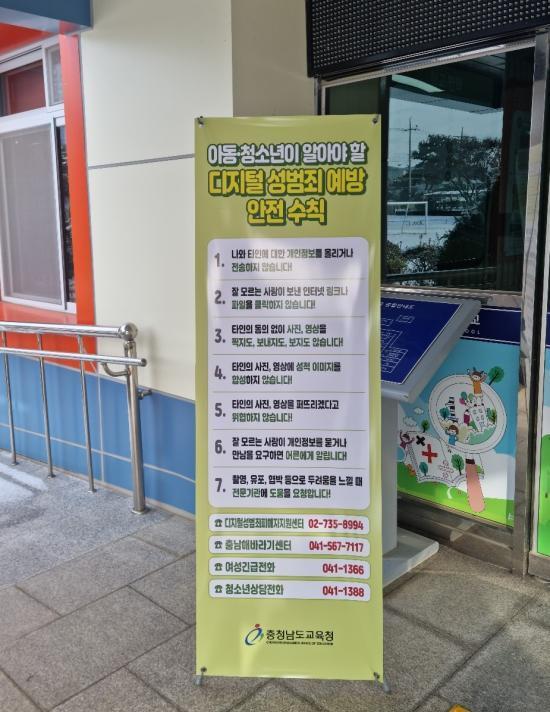 아동·청소년이 알아야 할
디지털 성범죄 예방
안전 수칙
1. 나와 타인에 대한 개인정보를 올리거나
전송하지 않습니다!
2. 잘 모르는 사람이 보낸 인터넷 링크나
파일을 클릭하지 않습니다!
3. 타인의 동의 없이 사진, 영상을
찍지도, 보내지도, 보지도 않습니다!
4. 타인의 사진, 영상에 성적 이미지를
합성하지 않습니다!
5. 타인의 사진, 영상을 퍼뜨리겠다고
위협하지 않습니다!
6. 잘 모르는 사람이 개인정보를 묻거나
만남을 요구하면 어른에게 알립니다!
7. 촬영, 유포, 협박 등으로 두려움을 느낄 때
전문기관에 도움을 요청합니다!
☎ 디지털성범죄피해자지원센터 02-735-8994
☎ 충남해바라기센터 041-567-7117
☎ 여성긴급전화 041-1366
☎ 청소년상담전화 041-1388
충청남도교육청